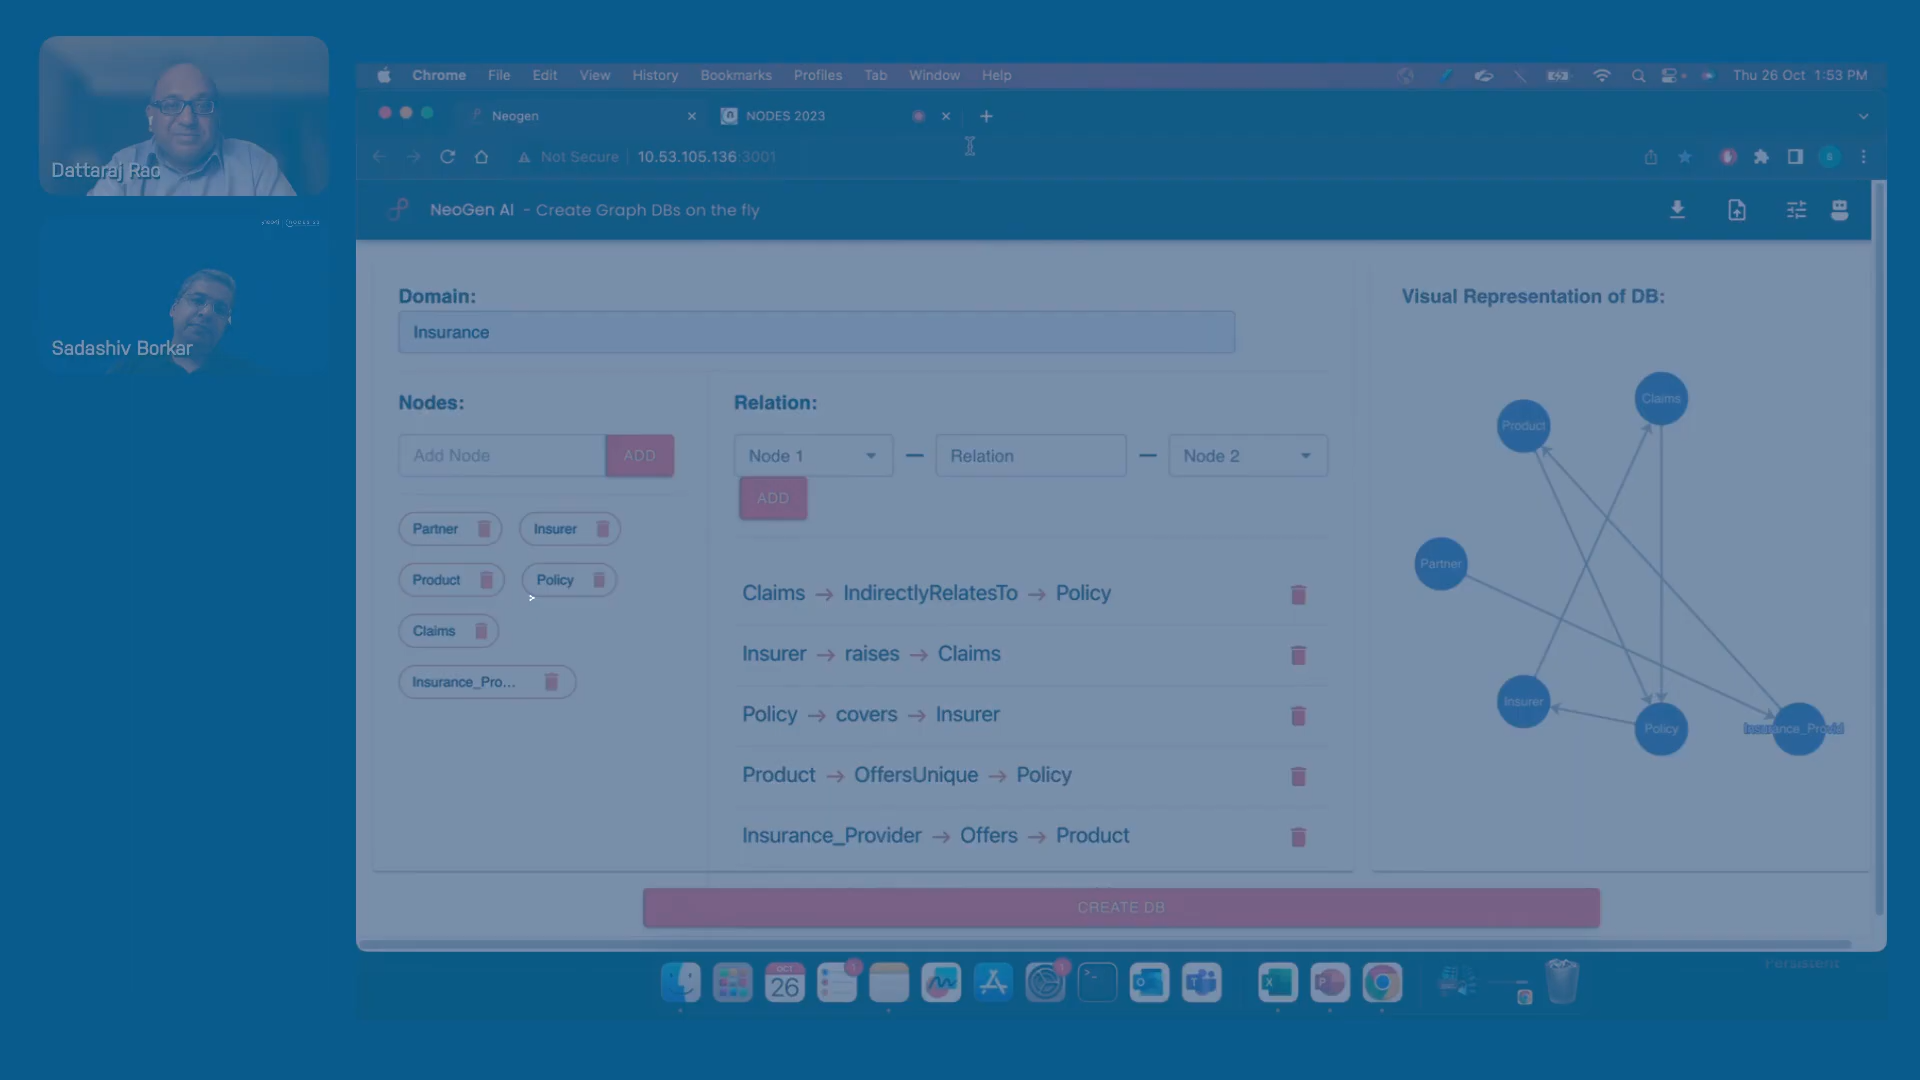 Dattaraj Rao
Sadashiv Borkar
Chrome File Edit View History Bookmarks Profiles Tab Window Help Thu 26 Oct 1:53 PM
Neogen NODES 2023
Not Secure 10.53.105.136:3001
NeoGen AI - Create Graph DBs on the fly
Domain:
Insurance
Nodes:
Add Node ADD
Partner Insurer
Product Policy
Claims
Insurance_Pro...
Relation:
Node 1 Relation Node 2
ADD
Claims → IndirectlyRelatesTo → Policy
Insurer → raises → Claims
Policy → covers → Insurer
Product → OffersUnique → Policy
Insurance_Provider → Offers → Product
Visual Representation of DB:
Claims
Product
Partner
Insurer
Policy
Insurance_Provid
CREATE DB
Persistent
OCT
26